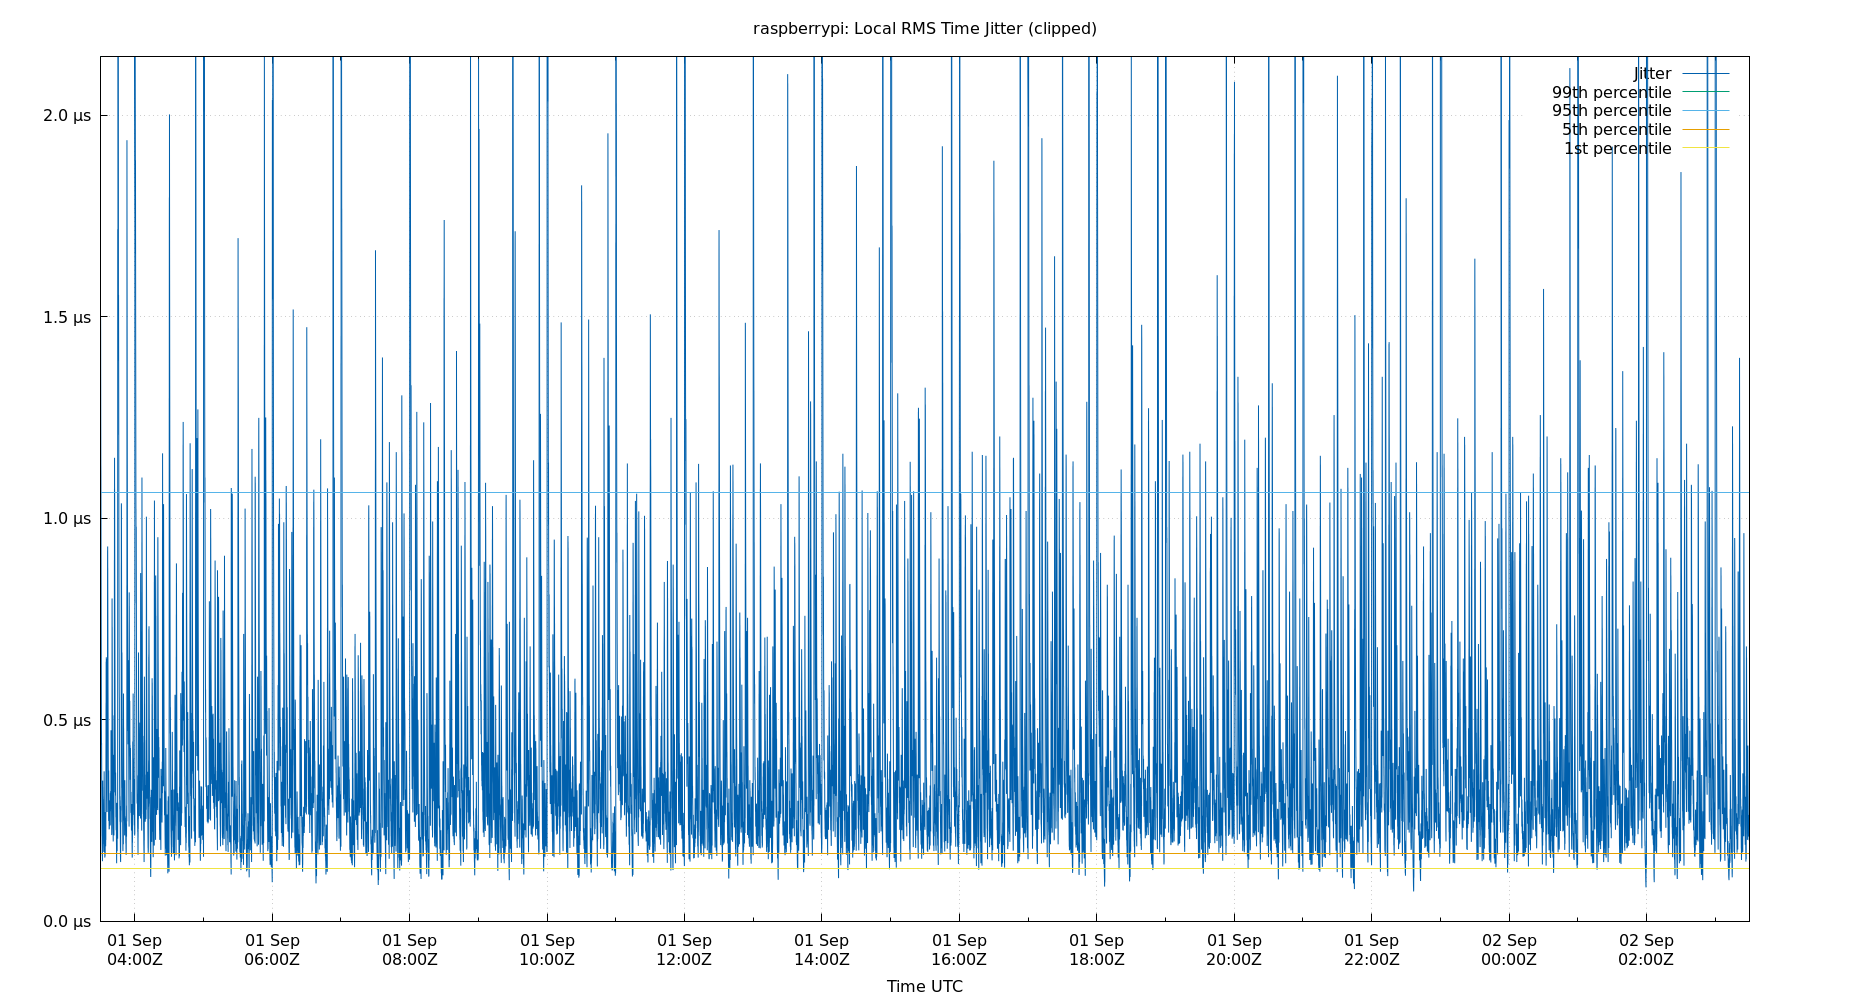 raspberrypi: Local RMS Time Jitter (clipped)
Jitter
99th percentile
95th percentile
5th percentile
1st percentile
2.0 µs
1.5 µs
1.0 µs
0.5 µs
0.0 µs
01 Sep 01 Sep 01 Sep 01 Sep 01 Sep 01 Sep 01 Sep 01 Sep 01 Sep 01 Sep 02 Sep 02 Sep
04:00Z 06:00Z 08:00Z 10:00Z 12:00Z 14:00Z 16:00Z 18:00Z 20:00Z 22:00Z 00:00Z 02:00Z
Time UTC